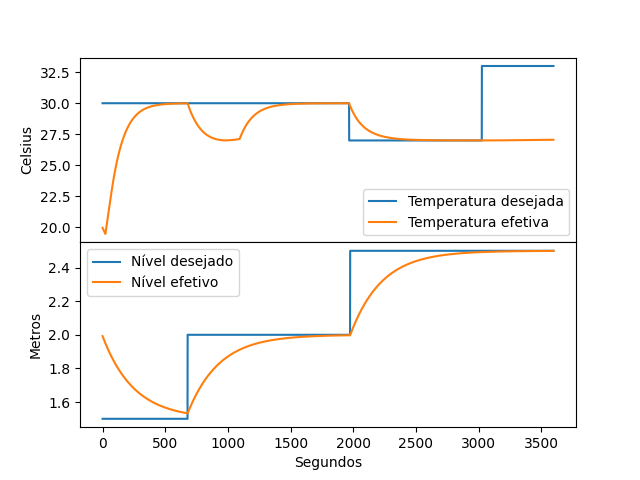 32.5
30.0
27.5
25.0
22.5
20.0
Celsius
Temperatura desejada
Temperatura efetiva
Nível desejado
Nível efetivo
2.4
2.2
2.0
1.8
1.6
Metros
0 500 1000 1500 2000 2500 3000 3500
Segundos